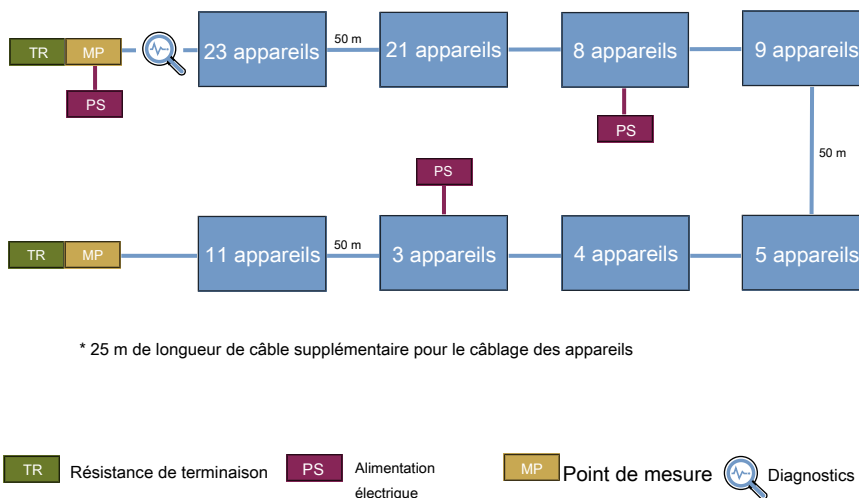 TR MP 23 appareils 50 m 21 appareils 8 appareils 9 appareils
PS
PS
50 m
PS
TR MP 11 appareils 50 m 3 appareils 4 appareils 5 appareils
* 25 m de longueur de câble supplémentaire pour le câblage des appareils
TR Résistance de terminaison PS Alimentation électrique MP Point de mesure Diagnostics